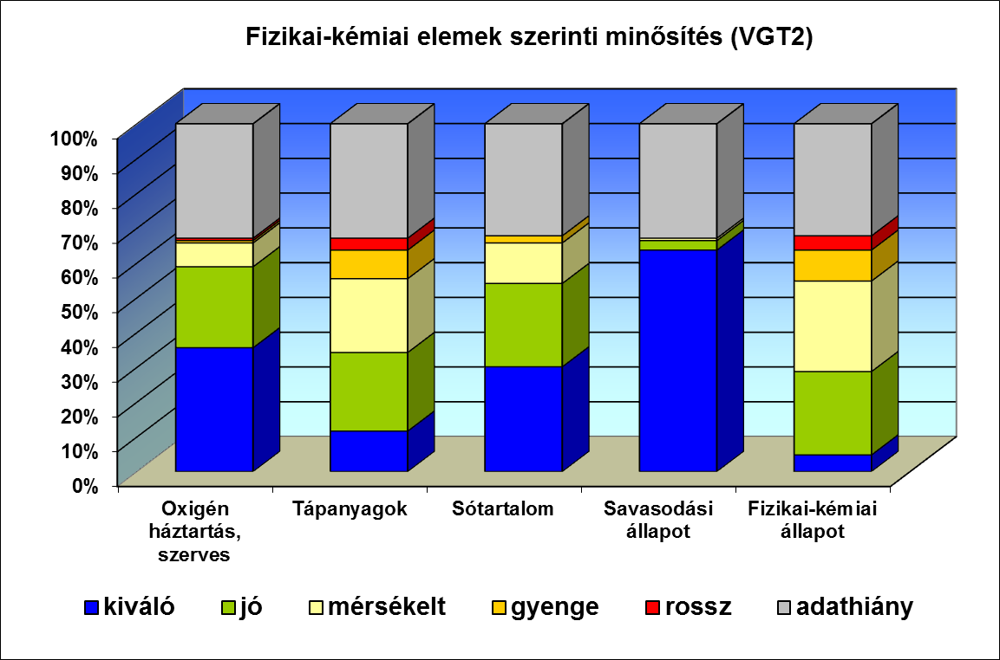 Fizikai-kémiai elemek szerinti minősítés (VGT2)
100%
90%
80%
70%
60%
50%
40%
30%
20%
10%
0%
Oxigén
háztartás,
szerves
Tápanyagok
Sótartalom
Savasodási
állapot
Fizikai-kémiai
állapot
kiváló
jó
mérsékelt
gyenge
rossz
adathiány